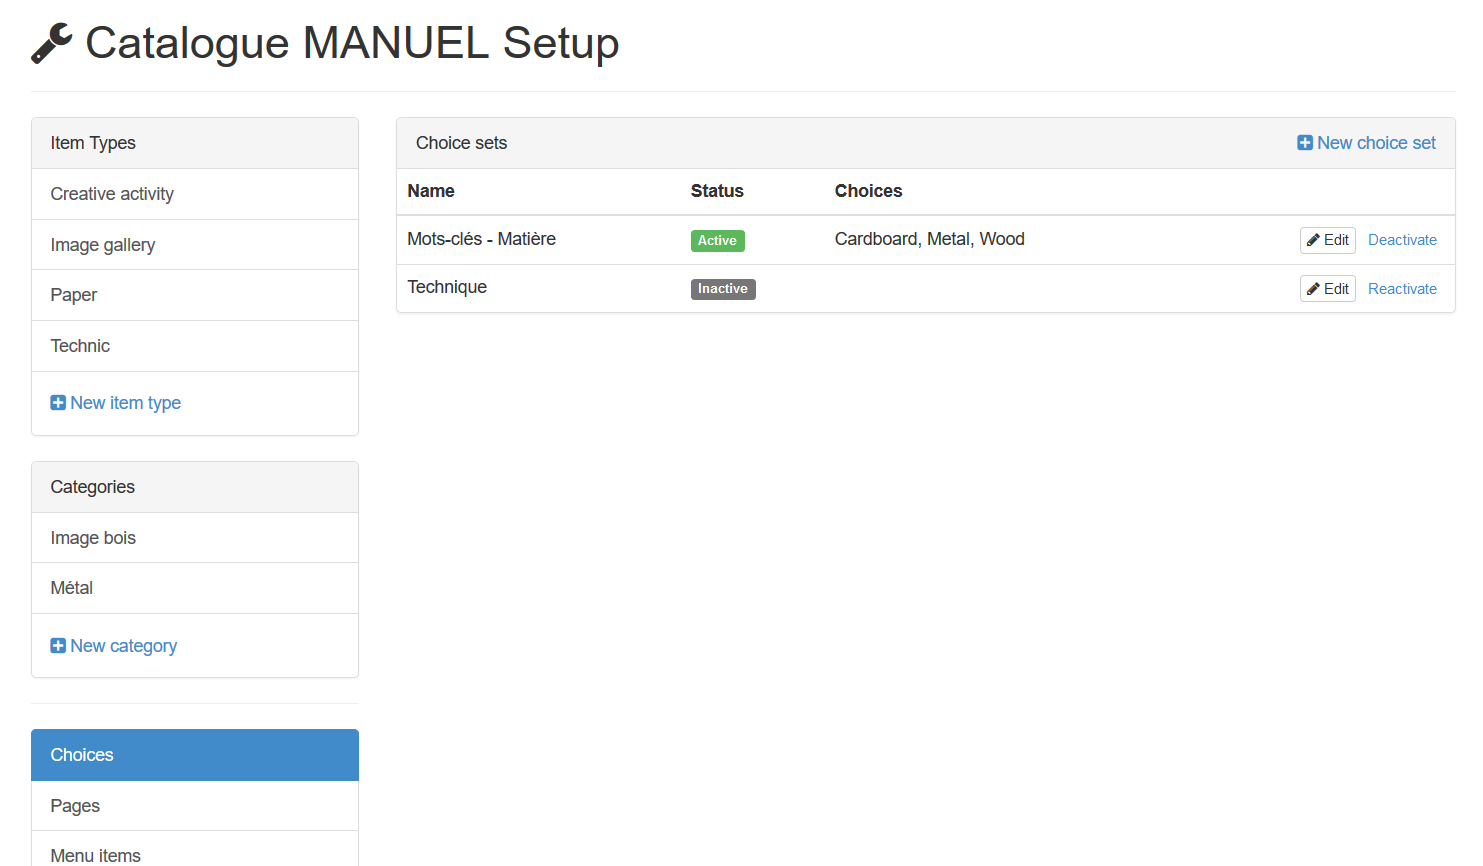 Catalogue MANUEL Setup
Item Types
Creative activity
Image gallery
Paper
Technic
New item type
Categories
Image bois
Métal
New category
Choices
Pages
Menu items
Choice sets New choice set
Name Status Choices
Mots-clés - Matière Active Cardboard, Metal, Wood Edit Deactivate
Technique Inactive Edit Reactivate